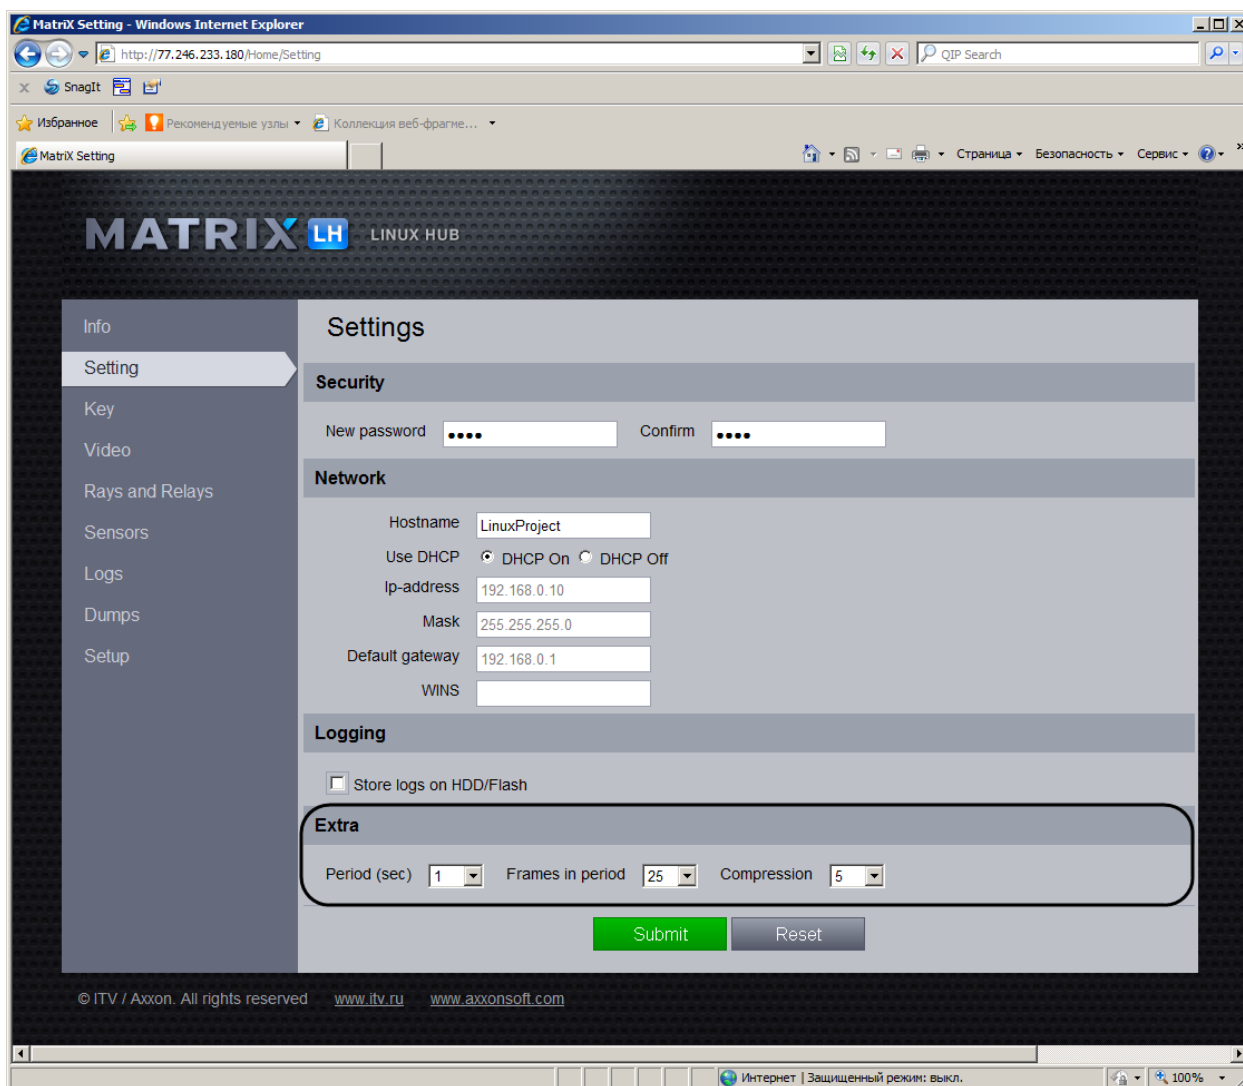 MatriX Setting - Windows Internet Explorer
http://77.246.233.180/Home/Setting
QIP Search
x SnagIt
Избранное Рекомендуемые узлы Коллекция веб-фрагме...
MatriX Setting Страница Безопасность Сервис »
MATRIX LH LINUX HUB
Info
Setting
Key
Video
Rays and Relays
Sensors
Logs
Dumps
Setup
Settings
Security
New password •••• Confirm ••••
Network
Hostname LinuxProject
Use DHCP DHCP On DHCP Off
Ip-address 192.168.0.10
Mask 255.255.255.0
Default gateway 192.168.0.1
WINS
Logging
Store logs on HDD/Flash
Extra
Period (sec) 1 Frames in period 25 Compression 5
Submit Reset
© ITV / Axxon. All rights reserved www.itv.ru www.axxonsoft.com
Интернет | Защищенный режим: выкл. 100%